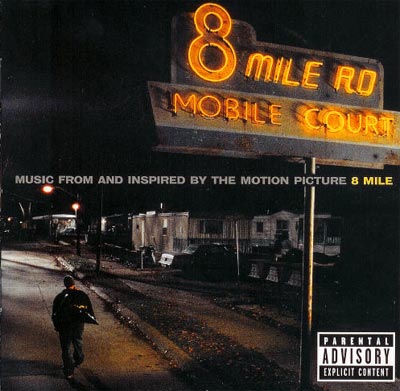 8 MILE RD
MOBILE COURT
MUSIC FROM AND INSPIRED BY THE MOTION PICTURE 8 MILE
PARENTAL
ADVISORY
EXPLICIT CONTENT